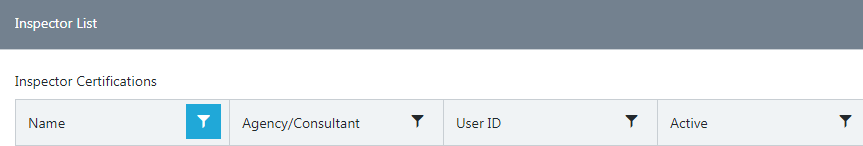 Inspector List
Inspector Certifications
Name Agency/Consultant User ID Active